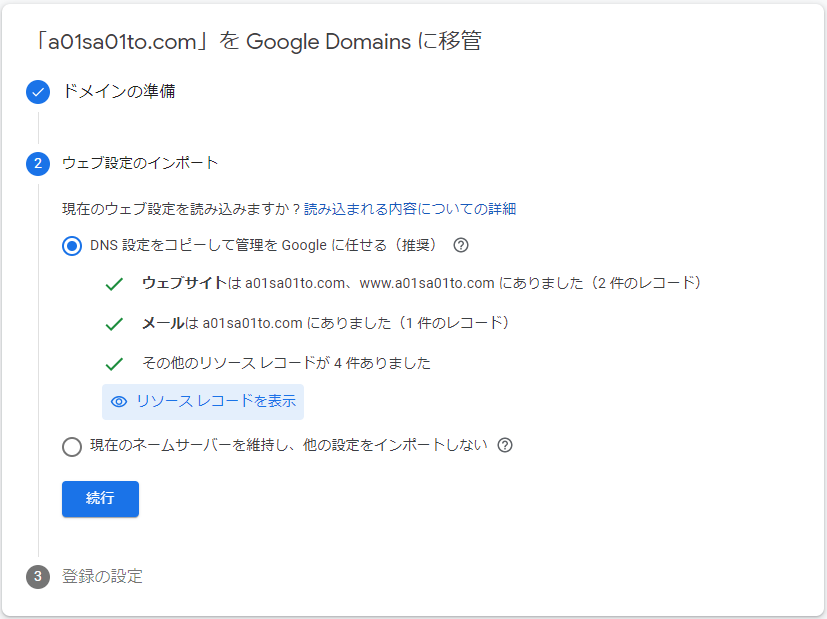 「a01sa01to.com」を Google Domains に移管
ドメインの準備
2 ウェブ設定のインポート
現在のウェブ設定を読み込みますか？読み込まれる内容についての詳細
DNS 設定をコピーして管理を Google に任せる（推奨） ?
ウェブサイトは a01sa01to.com、www.a01sa01to.com にありました（2 件のレコード）
メールは a01sa01to.com にありました（1 件のレコード）
その他のリソース レコードが 4 件ありました
リソース レコードを表示
現在のネームサーバーを維持し、他の設定をインポートしない ?
続行
3 登録の設定